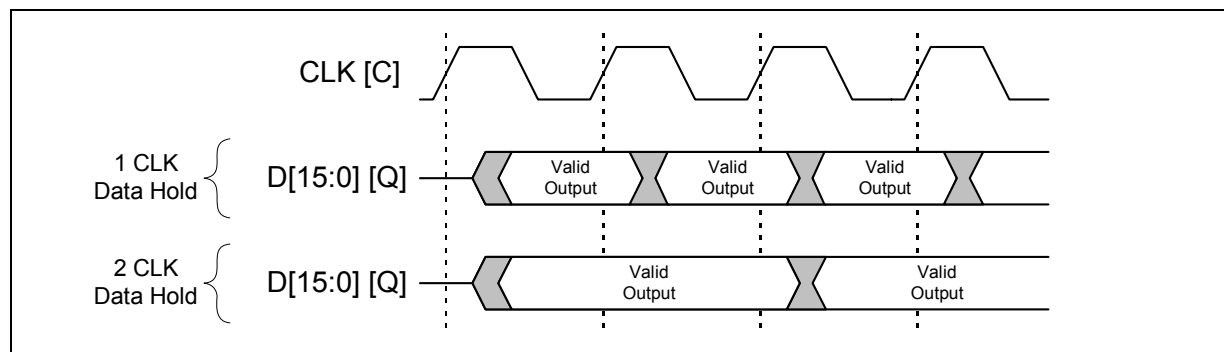 CLK [C]
1 CLK
Data Hold
D[15:0] [Q]
Valid
Output
Valid
Output
Valid
Output
2 CLK
Data Hold
D[15:0] [Q]
Valid
Output
Valid
Output